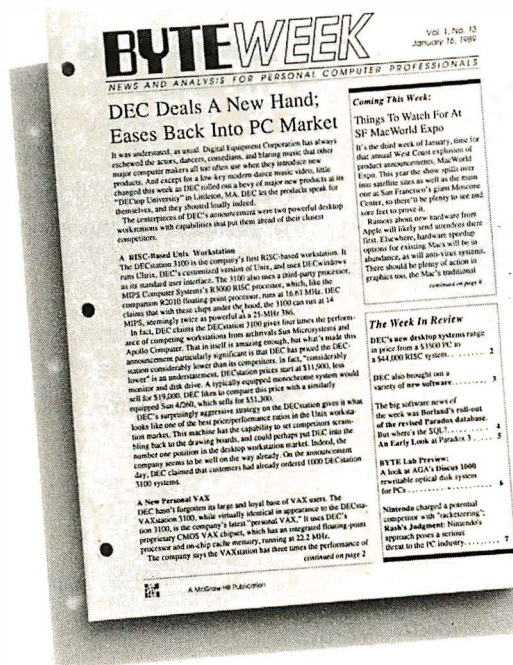 BYTEWEEK
Vol. 1, No. 13
January 16, 1989
NEWS AND ANALYSIS FOR PERSONAL COMPUTER PROFESSIONALS
DEC Deals A New Hand;
Eases Back Into PC Market
It was understood, as usual. Digital Equipment Corporation has always
eschewed the actors, dancers, comedians, and blaring music that other
major computer makers all too often use when they introduce new
products. And except for a low-key modern-dance music video, little
changed this week as DEC rolled out a bevy of major new products at its
"DECtop University" in Littleton, MA. DEC let the products speak for
themselves, and they shouted loudly indeed.
The centerpieces of DEC's announcement were two powerful desktop
workstations with capabilities that put them ahead of their closest
competitors.
A RISC-Based Unix Workstation
The DECstation 3100 is the company's first RISC-based workstation. It
runs Ultrix, DEC's customized version of Unix, and uses DECwindows
as its standard user interface. The 3100 also uses a third-party processor,
MIPS Computer Systems's R3000 RISC processor, which, like the
companion R2010 floating point processor, runs at 16.67 MHz. DEC
claims that with these chips under the hood, the 3100 can run at 14
MIPS, seemingly twice as powerful as a 25-MHz 386.
In fact, DEC claims the DECstation 3100 gives four times the perform-
ance of competing workstations from archrivals Sun Microsystems and
Apollo Computer. That in itself is amazing enough, but what's made this
announcement particularly significant is that DEC has priced the DEC-
station considerably lower than its competitors. In fact, "considerably
lower" is an understatement. DECstation prices start at $11,900, less
monitor and disk drive. A typically equipped monochrome system would
sell for $19,000. DEC likes to compare this price with a similarly
equipped Sun 4/260, which sells for $51,300.
DEC's surprisingly aggressive strategy on the DECstation gives it what
looks like one of the best price/performance ratios in the Unix worksta-
tion market. This machine has the capability to set competitors scram-
bling back to the drawing boards, and could perhaps put DEC into the
number one position in the desktop workstation market. Indeed, the
company seems to be well on the way already. On the announcement
day, DEC claimed that customers had already ordered 1000 DECstation
3100 systems.
A New Personal VAX
DEC hasn't forgotten its large and loyal base of VAX users. The
VAXstation 3100, while virtually identical in appearance to the DECsta-
tion 3100, is the company's latest "personal VAX." It uses DEC's
proprietary CMOS VAX chipset, which has an integrated floating-point
processor and on-chip cache memory, running at 22.2 MHz.
The company says the VAXstation has three times the performance of
continued on page 2
Coming This Week:
Things To Watch For At
SF MacWorld Expo
It's the third week of January, time for
that annual West Coast explosion of
product announcements, MacWorld
Expo. This year the show spills over
into satellite sites as well as the main
one at San Francisco's giant Moscone
Center, so there'll be plenty to see and
sore feet to prove it.
Rumors about new hardware from
Apple will likely send attendees there
first. Elsewhere, hardware speedup
options for existing Macs will be in
abundance, as will anti-virus systems.
There should be plenty of action in
graphics too, the Mac's traditional
continued on page 6
The Week In Review
DEC's new desktop systems range
in price from a $3500 PC to
a $44,000 RISC system. . . . . . . . . 2
DEC also brought out a
variety of new software. . . . . . . . . 3
The big software news of
the week was Borland's roll-out
of the revised Paradox database.
But where's the SQL? . . . . . . . . . 4
An Early Look at Paradox 3 . . . . . 5
BYTE Lab Preview:
A look at AGA's Discus 1000
rewritable optical disk system
for PCs . . . . . . . . . . . . . . . . . . 6
Nintendo charged a potential
competitor with "racketeering";
Rash's Judgment: Nintendo's
approach poses a serious
threat to the PC industry. . . . . . . . 7
A McGraw-Hill Publication